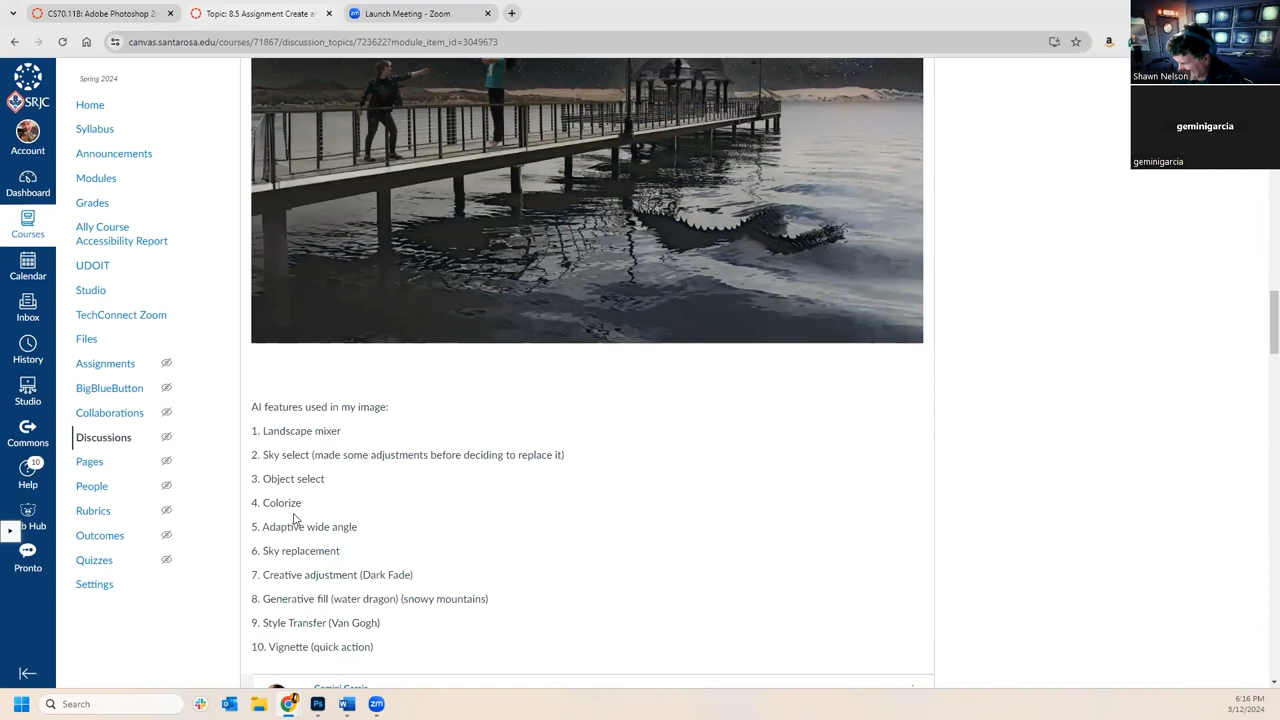 CS70.11B: Adobe Photoshop 2
Topic: 8.5 Assignment Create an
Launch Meeting - Zoom
canvas.santarosa.edu/courses/71867/discussion_topics/723622?module_item_id=3049673
Shawn Nelson
geminigarcia
geminigarcia
SRJC
Account
Dashboard
Courses
Calendar
Inbox
History
Studio
Commons
10
Help
Hub
Pronto
Spring 2024
Home
Syllabus
Announcements
Modules
Grades
Ally Course
Accessibility Report
UDOIT
Studio
TechConnect Zoom
Files
Assignments
BigBlueButton
Collaborations
Discussions
Pages
People
Rubrics
Outcomes
Quizzes
Settings
AI features used in my image:
1. Landscape mixer
2. Sky select (made some adjustments before deciding to replace it)
3. Object select
4. Colorize
5. Adaptive wide angle
6. Sky replacement
7. Creative adjustment (Dark Fade)
8. Generative fill (water dragon) (snowy mountains)
9. Style Transfer (Van Gogh)
10. Vignette (quick action)
Gemini Garcia
Search
6:16 PM
3/12/2024